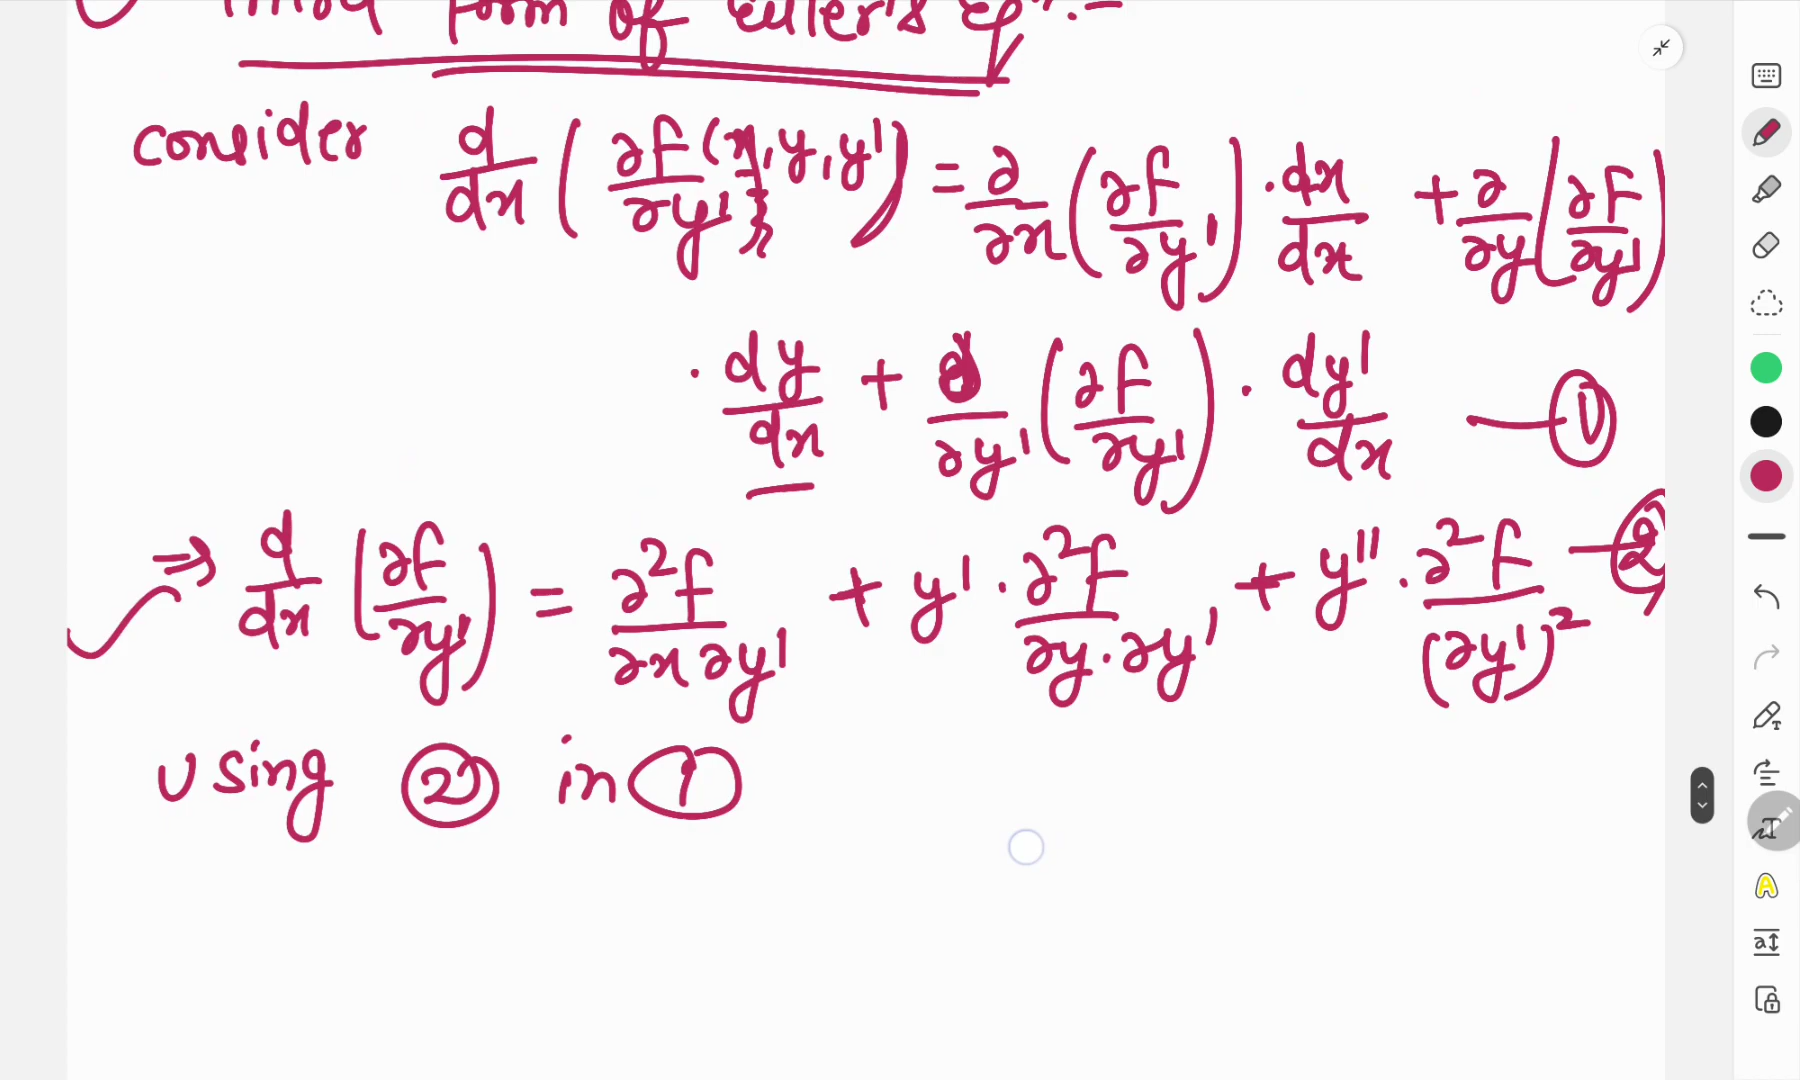 form of Euler's eqn :-
consider d/dx ( ∂F(x,y,y')/∂y' ) = ∂/∂x ( ∂F/∂y' ) . dx/dx + ∂/∂y ( ∂F/∂y' )
. dy/dx + ∂/∂y' ( ∂F/∂y' ) . dy'/dx — ①
⇒ d/dx ( ∂F/∂y' ) = ∂²F/∂x ∂y' + y' . ∂²F/∂y.∂y' + y'' . ∂²F/(∂y')² — ②
Using ② in ①